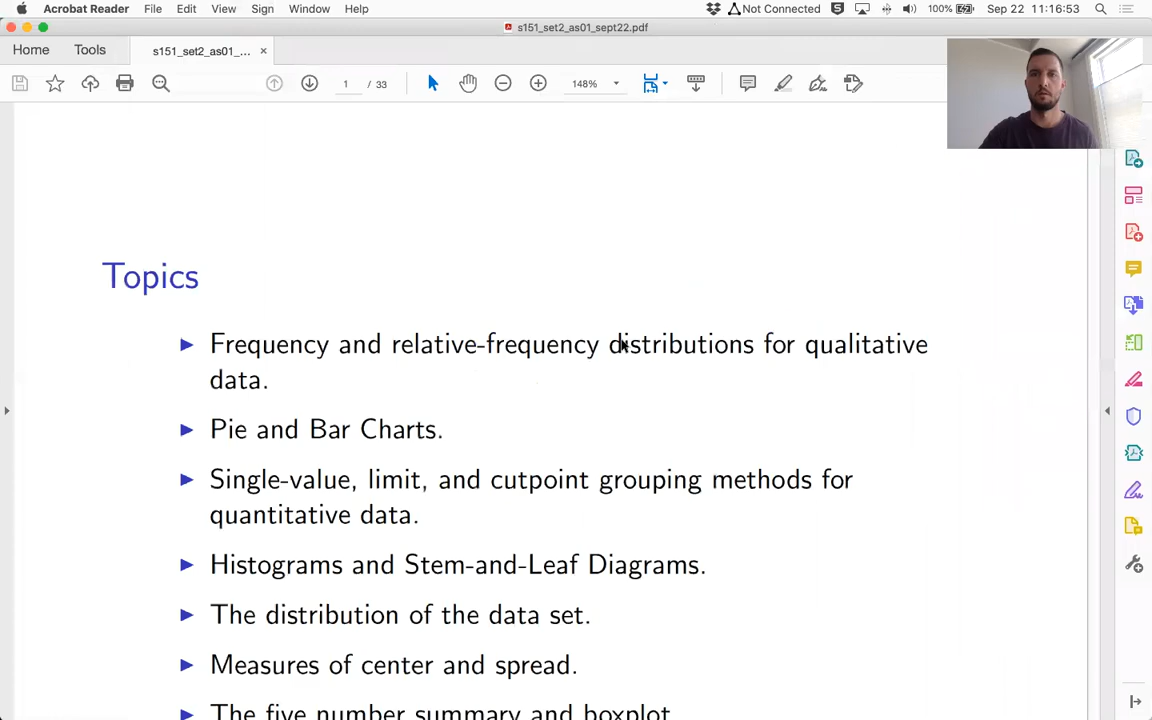 Acrobat Reader File Edit View Sign Window Help Not Connected 100% Sep 22 11:16:53
s151_set2_as01_sept22.pdf
Home Tools s151_set2_as01_... ×
1 / 33 148%
Topics
Frequency and relative-frequency distributions for qualitative
data.
Pie and Bar Charts.
Single-value, limit, and cutpoint grouping methods for
quantitative data.
Histograms and Stem-and-Leaf Diagrams.
The distribution of the data set.
Measures of center and spread.
The five number summary and boxplot